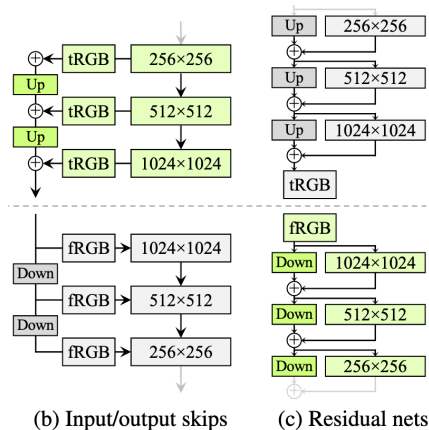 tRGB 256×256
Up
tRGB 512×512
Up
tRGB 1024×1024
fRGB 1024×1024
Down
fRGB 512×512
Down
fRGB 256×256
(b) Input/output skips
Up 256×256
Up 512×512
Up 1024×1024
tRGB
fRGB
Down 1024×1024
Down 512×512
Down 256×256
(c) Residual nets